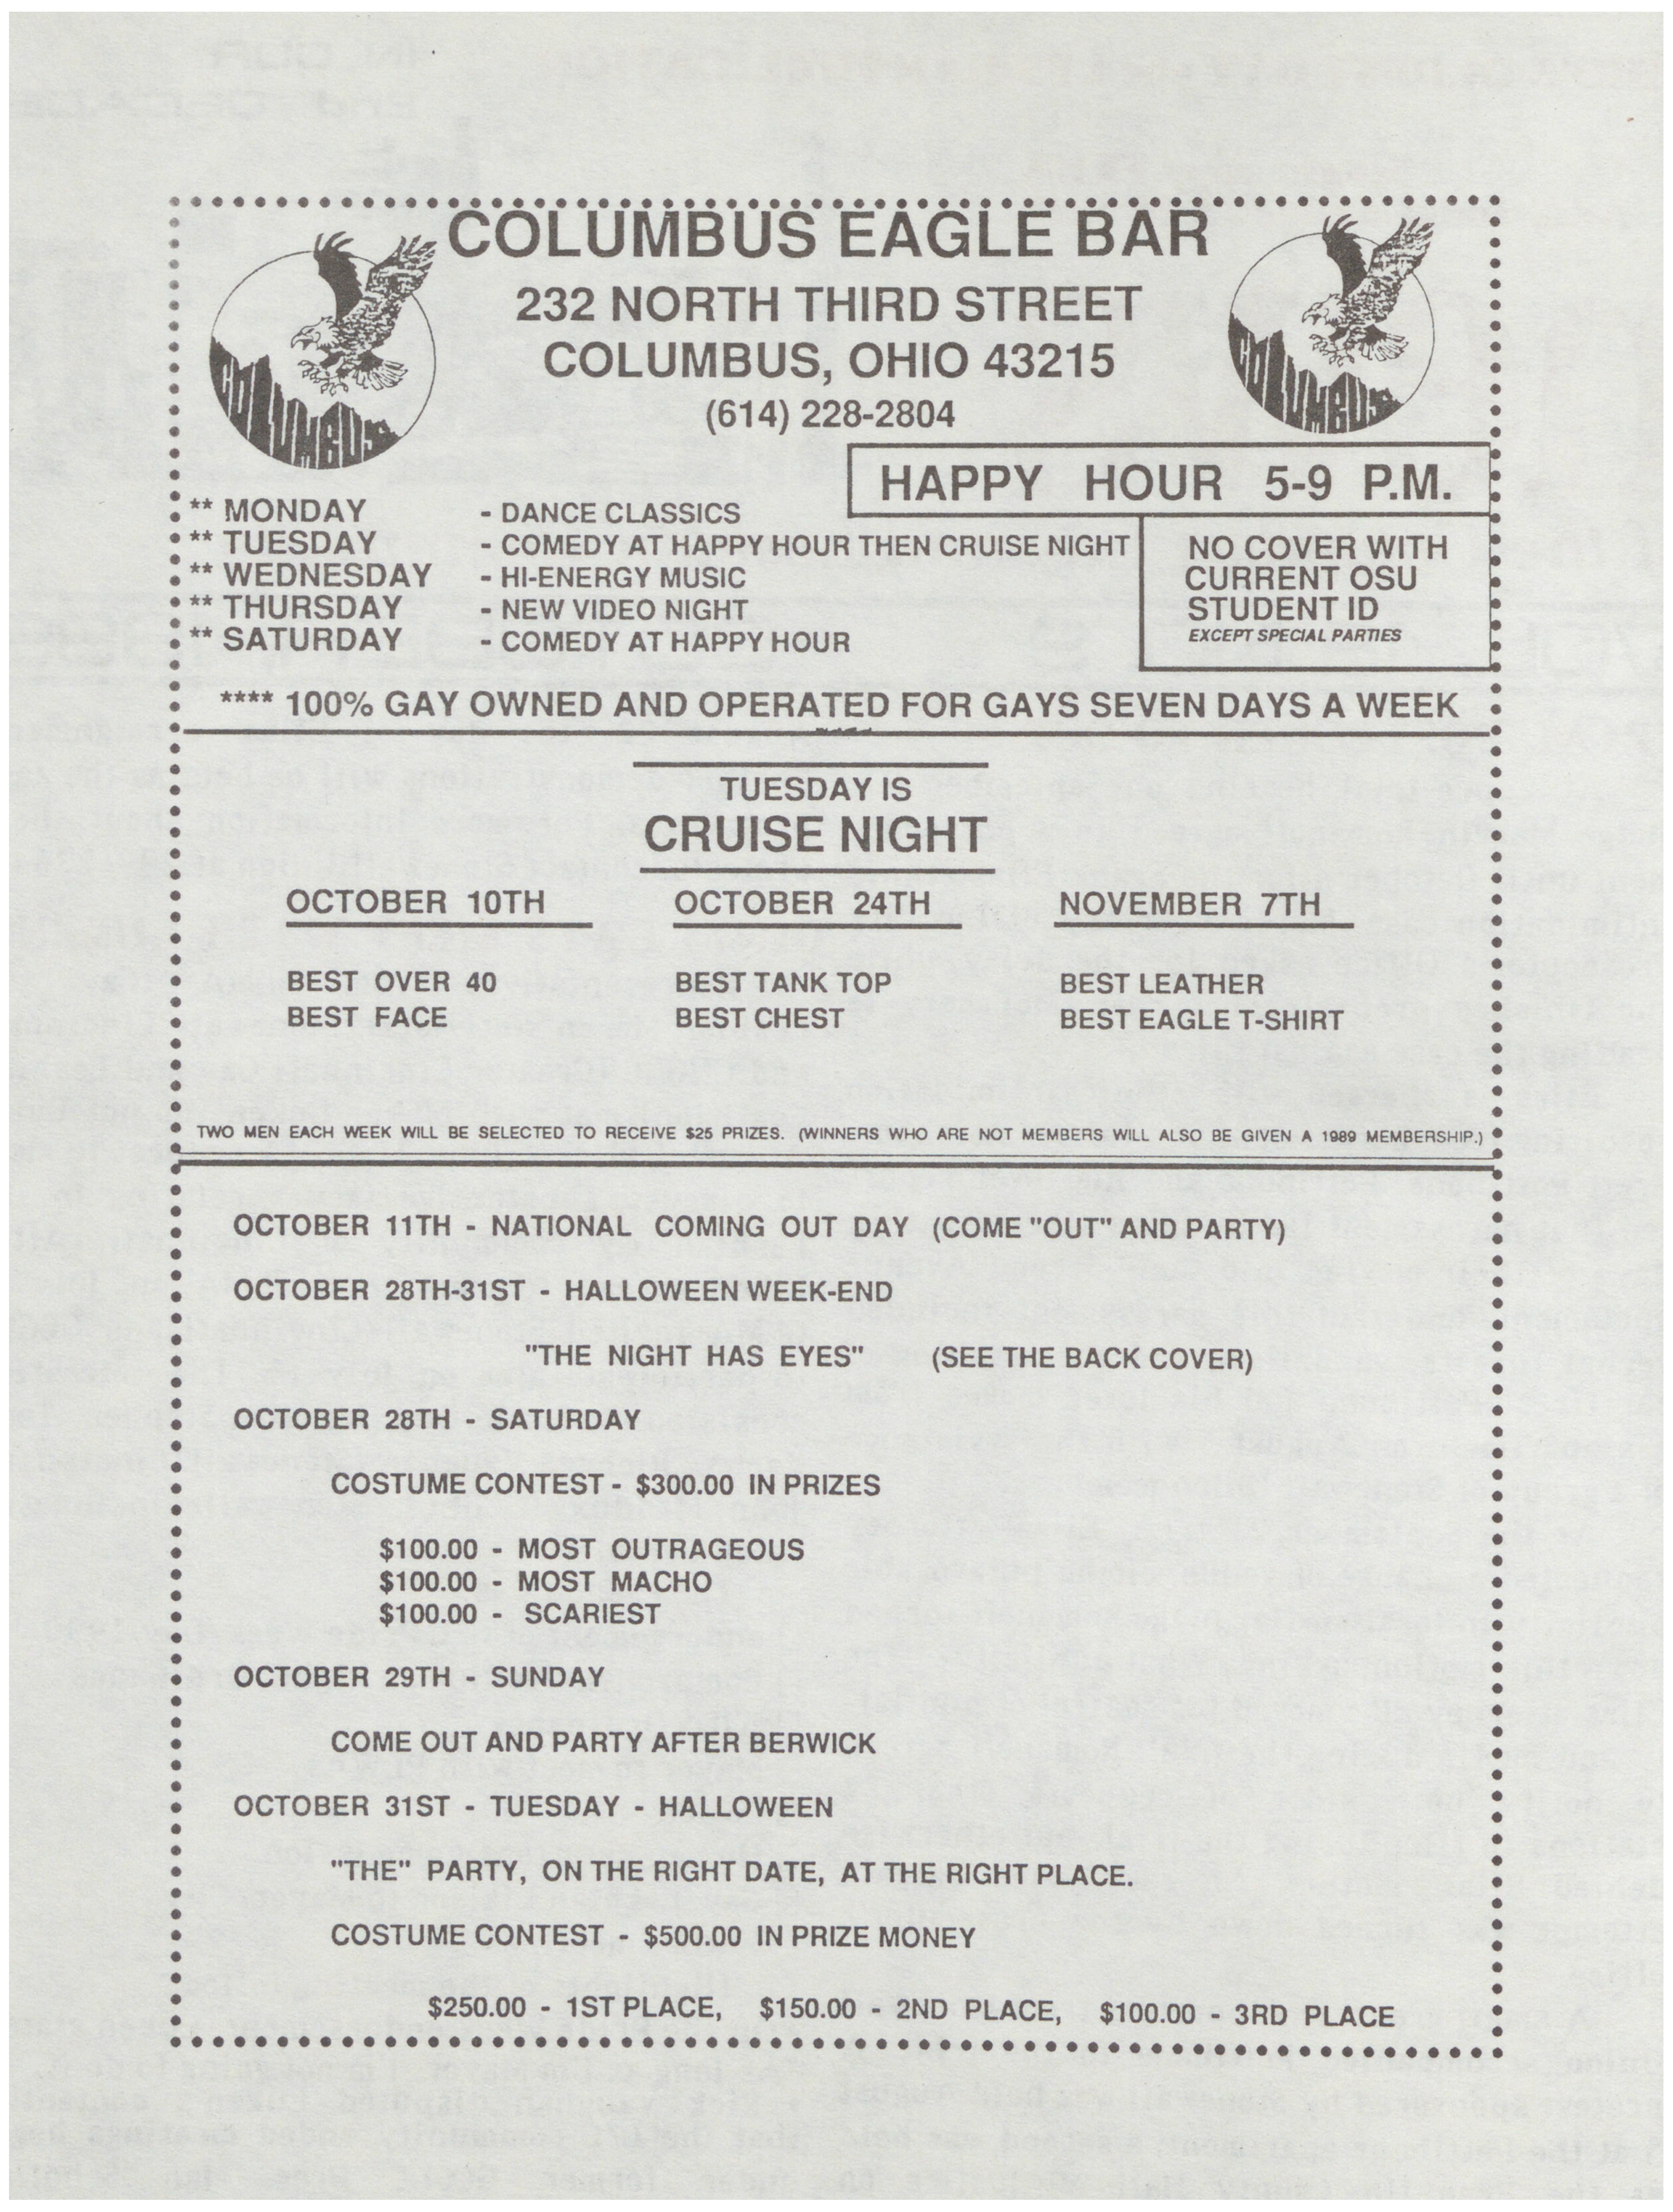 COLUMBUS EAGLE BAR
232 NORTH THIRD STREET
COLUMBUS, OHIO 43215
(614) 228-2804
COLUMBUS
COLUMBUS
HAPPY HOUR 5-9 P.M.
** MONDAY - DANCE CLASSICS
** TUESDAY - COMEDY AT HAPPY HOUR THEN CRUISE NIGHT
** WEDNESDAY - HI-ENERGY MUSIC
** THURSDAY - NEW VIDEO NIGHT
** SATURDAY - COMEDY AT HAPPY HOUR
NO COVER WITH
CURRENT OSU
STUDENT ID
EXCEPT SPECIAL PARTIES
**** 100% GAY OWNED AND OPERATED FOR GAYS SEVEN DAYS A WEEK
TUESDAY IS
CRUISE NIGHT
OCTOBER 10TH OCTOBER 24TH NOVEMBER 7TH
BEST OVER 40 BEST TANK TOP BEST LEATHER
BEST FACE BEST CHEST BEST EAGLE T-SHIRT
TWO MEN EACH WEEK WILL BE SELECTED TO RECEIVE $25 PRIZES. (WINNERS WHO ARE NOT MEMBERS WILL ALSO BE GIVEN A 1989 MEMBERSHIP.)
OCTOBER 11TH - NATIONAL COMING OUT DAY (COME "OUT" AND PARTY)
OCTOBER 28TH-31ST - HALLOWEEN WEEK-END
"THE NIGHT HAS EYES" (SEE THE BACK COVER)
OCTOBER 28TH - SATURDAY
COSTUME CONTEST - $300.00 IN PRIZES
$100.00 - MOST OUTRAGEOUS
$100.00 - MOST MACHO
$100.00 - SCARIEST
OCTOBER 29TH - SUNDAY
COME OUT AND PARTY AFTER BERWICK
OCTOBER 31ST - TUESDAY - HALLOWEEN
"THE" PARTY, ON THE RIGHT DATE, AT THE RIGHT PLACE.
COSTUME CONTEST - $500.00 IN PRIZE MONEY
$250.00 - 1ST PLACE, $150.00 - 2ND PLACE, $100.00 - 3RD PLACE